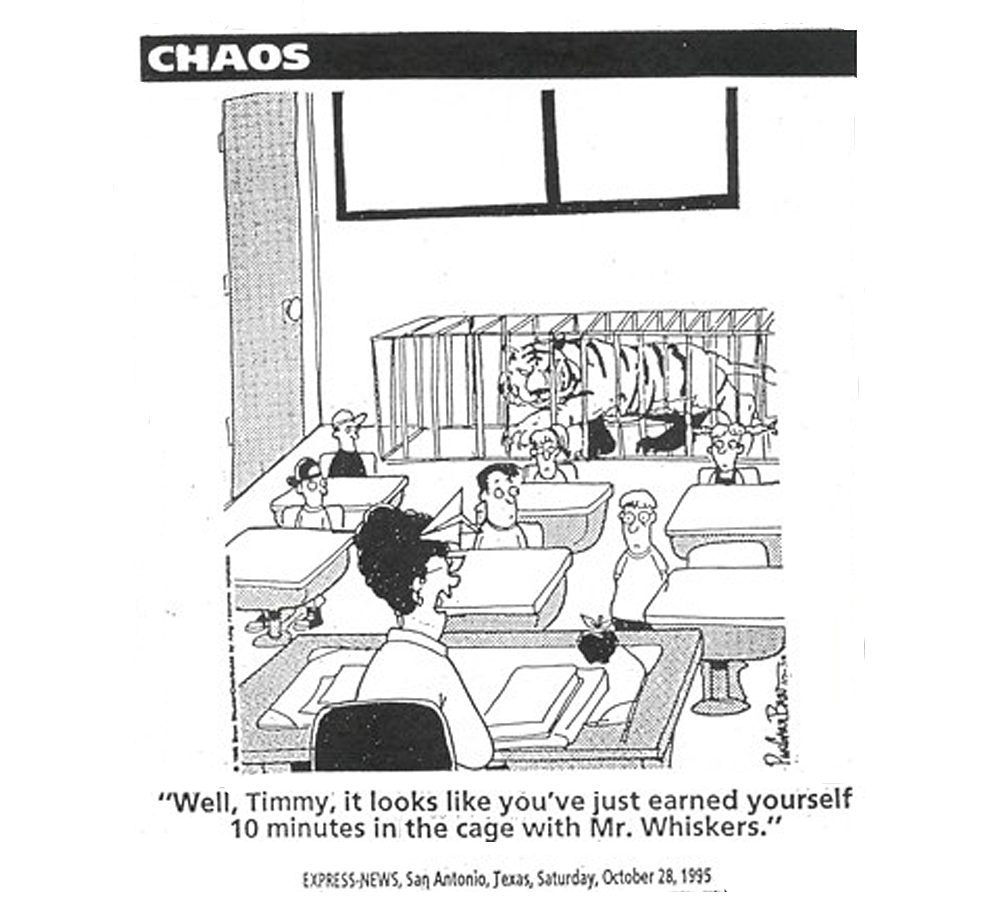 CHAOS
"Well, Timmy, it looks like you've just earned yourself
10 minutes in the cage with Mr. Whiskers."
EXPRESS-NEWS, San Antonio, Texas, Saturday, October 28, 1995